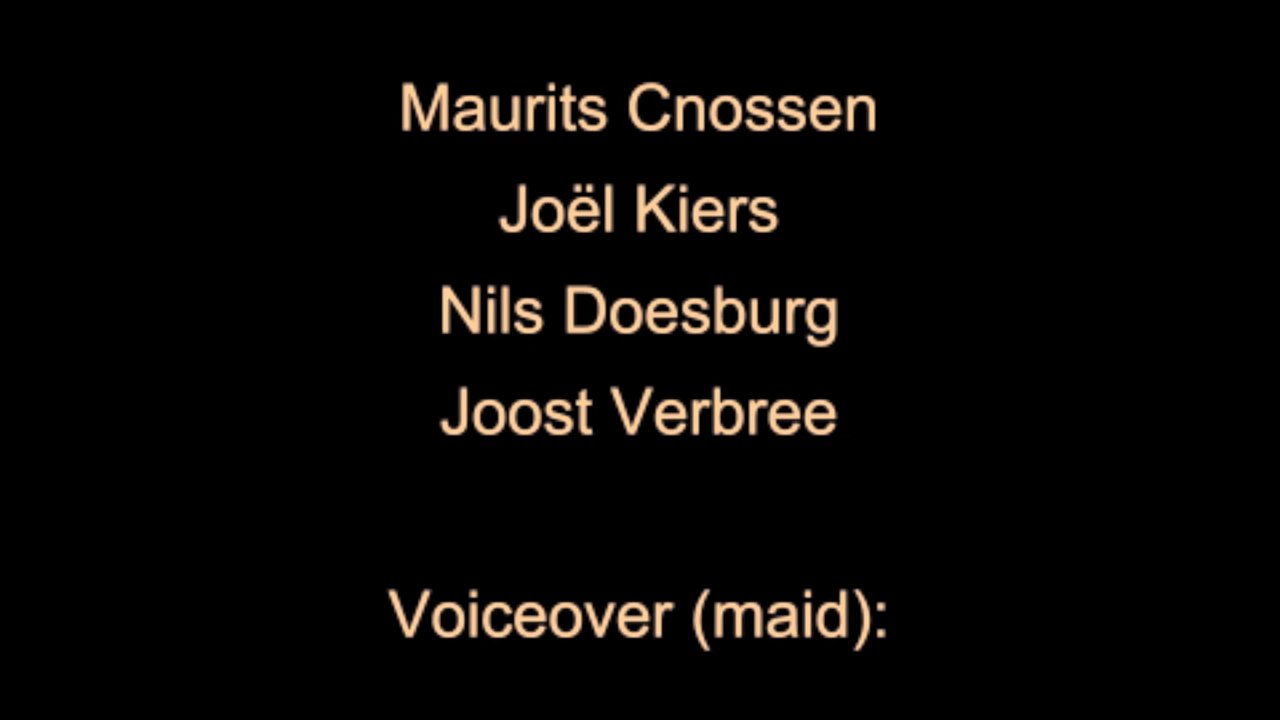 Maurits Cnossen
Joël Kiers
Nils Doesburg
Joost Verbree
Voiceover (maid):